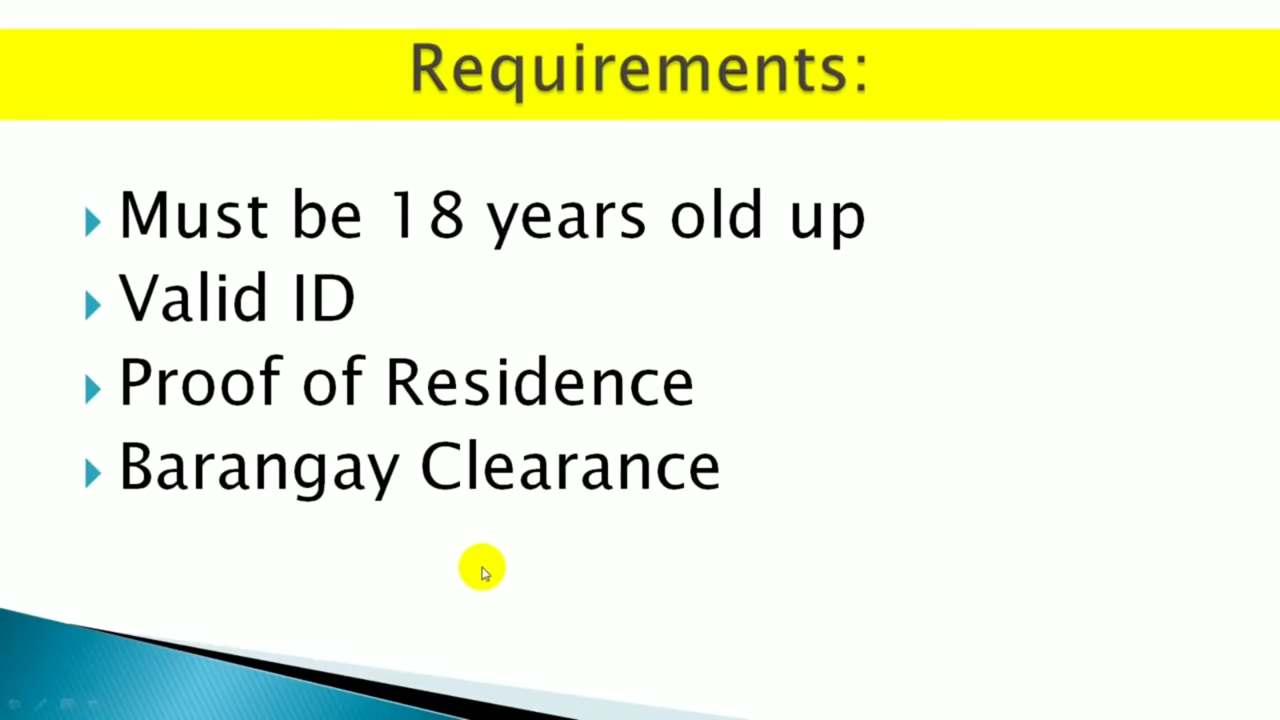 Requirements:
Must be 18 years old up
Valid ID
Proof of Residence
Barangay Clearance